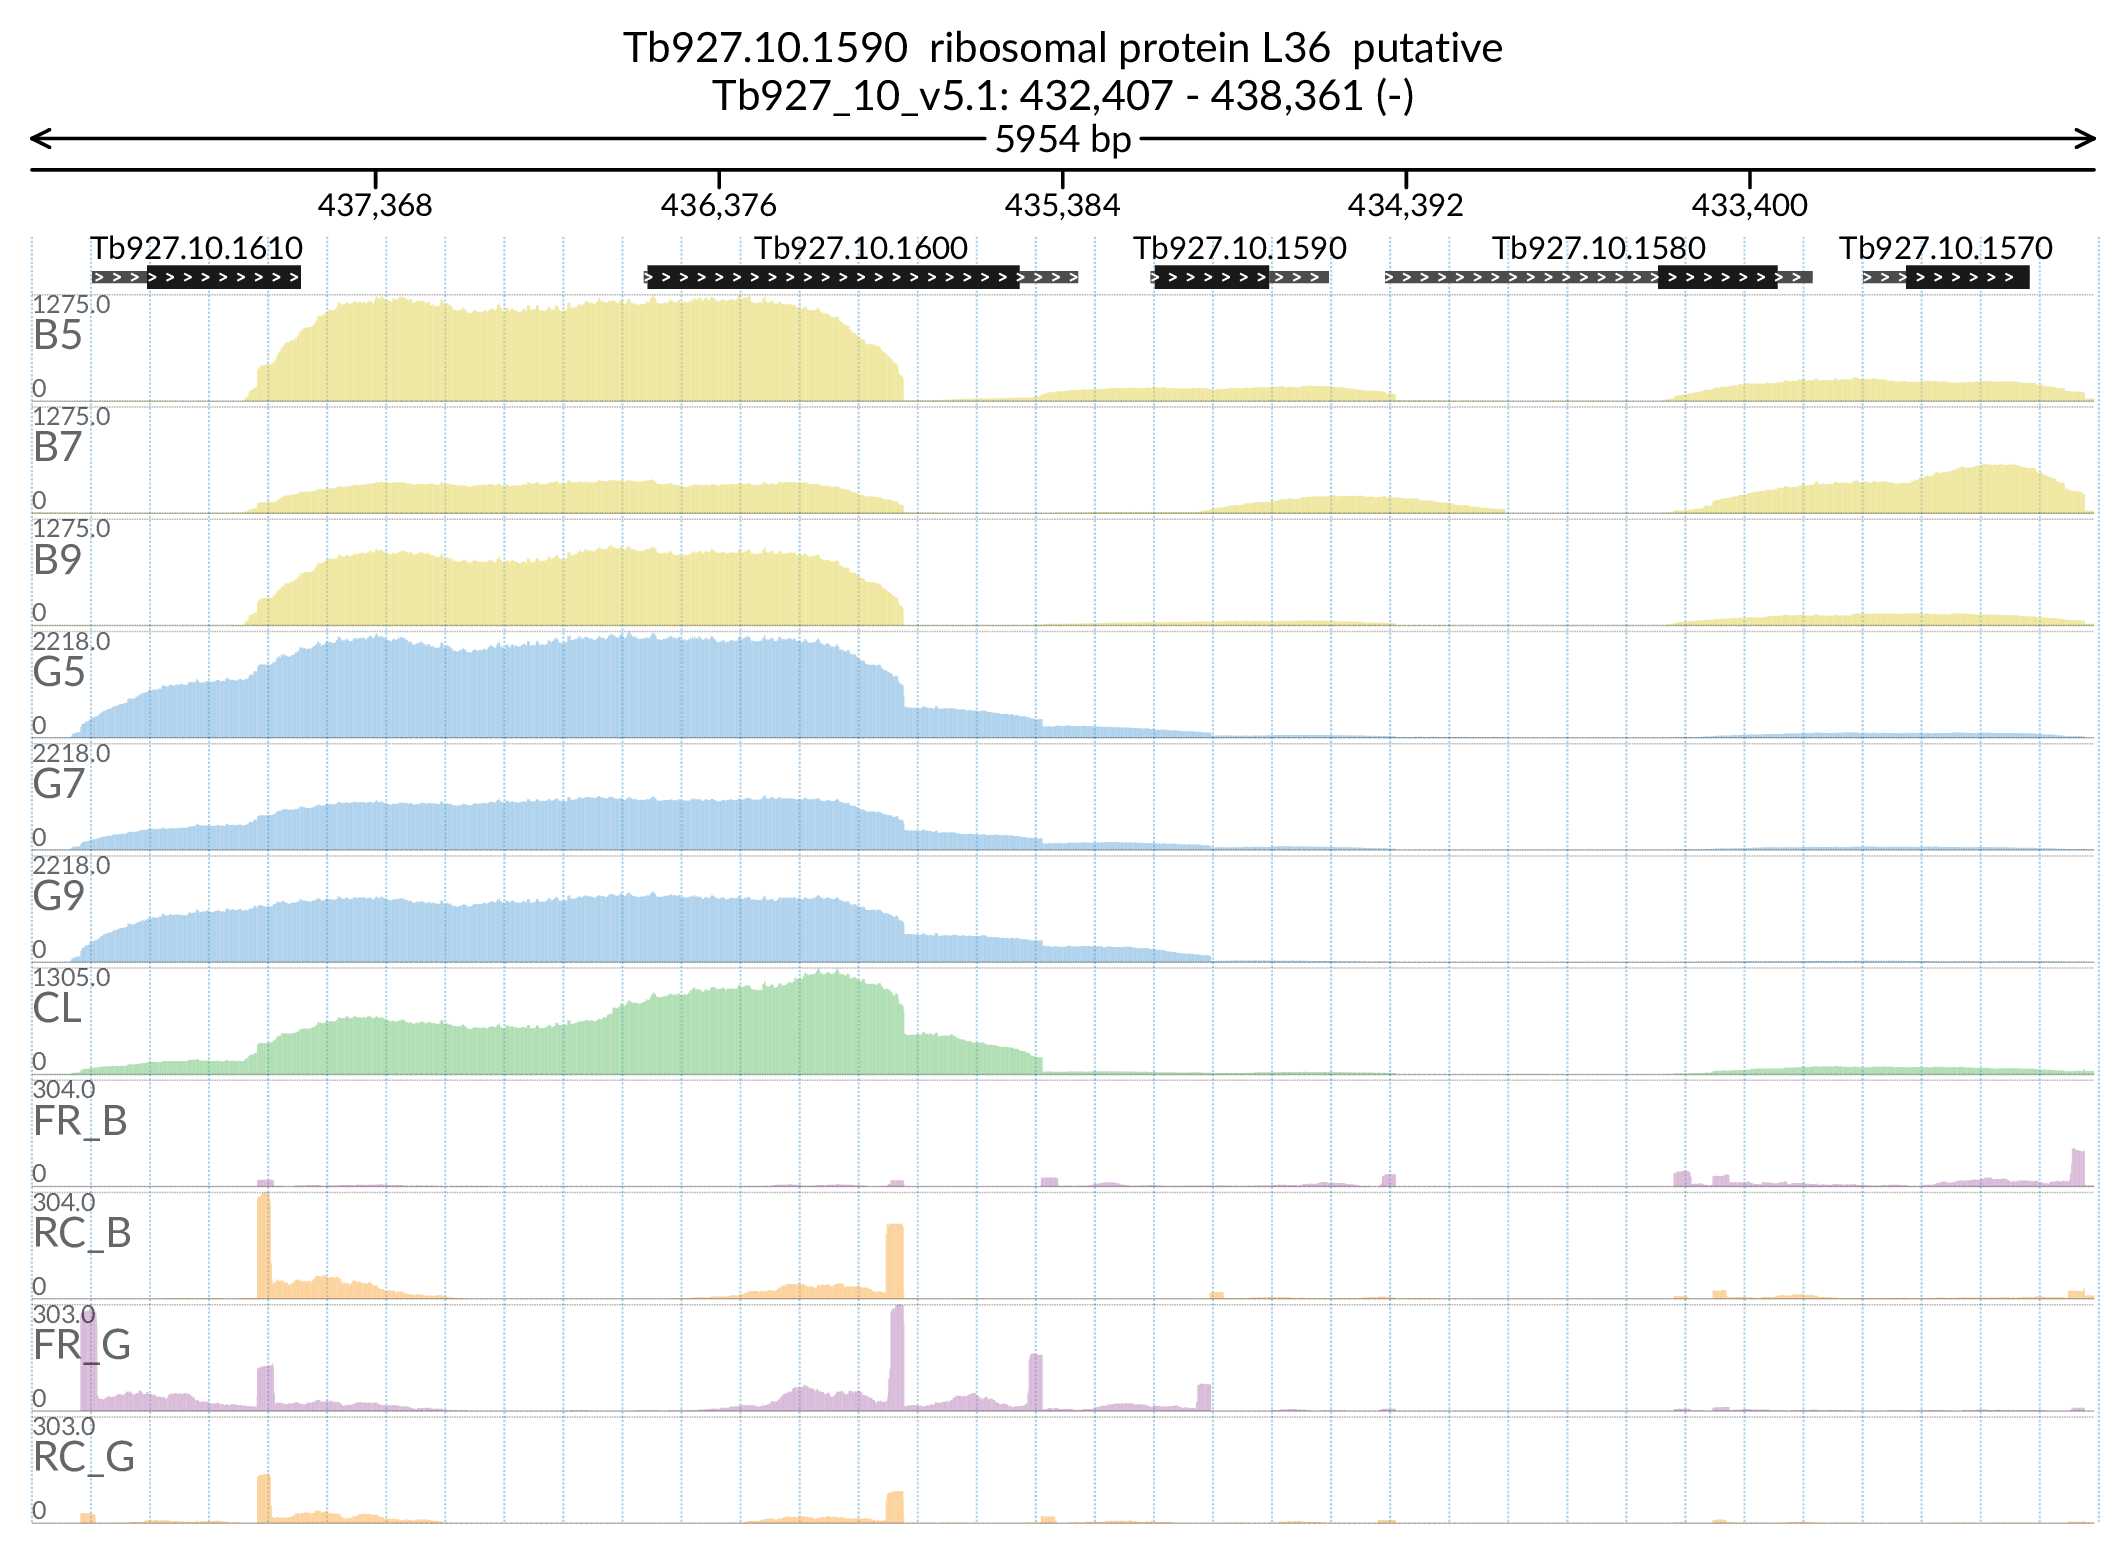 Tb927.10.1590 ribosomal protein L36 putative
Tb927_10_v5.1: 432,407 - 438,361 (-)
5954 bp
437,368 436,376 435,384 434,392 433,400
Tb927.10.1610 Tb927.10.1600 Tb927.10.1590 Tb927.10.1580 Tb927.10.1570
1275.0
B5
0
1275.0
B7
0
1275.0
B9
0
2218.0
G5
0
2218.0
G7
0
2218.0
G9
0
1305.0
CL
0
304.0
FR_B
0
304.0
RC_B
0
303.0
FR_G
0
303.0
RC_G
0